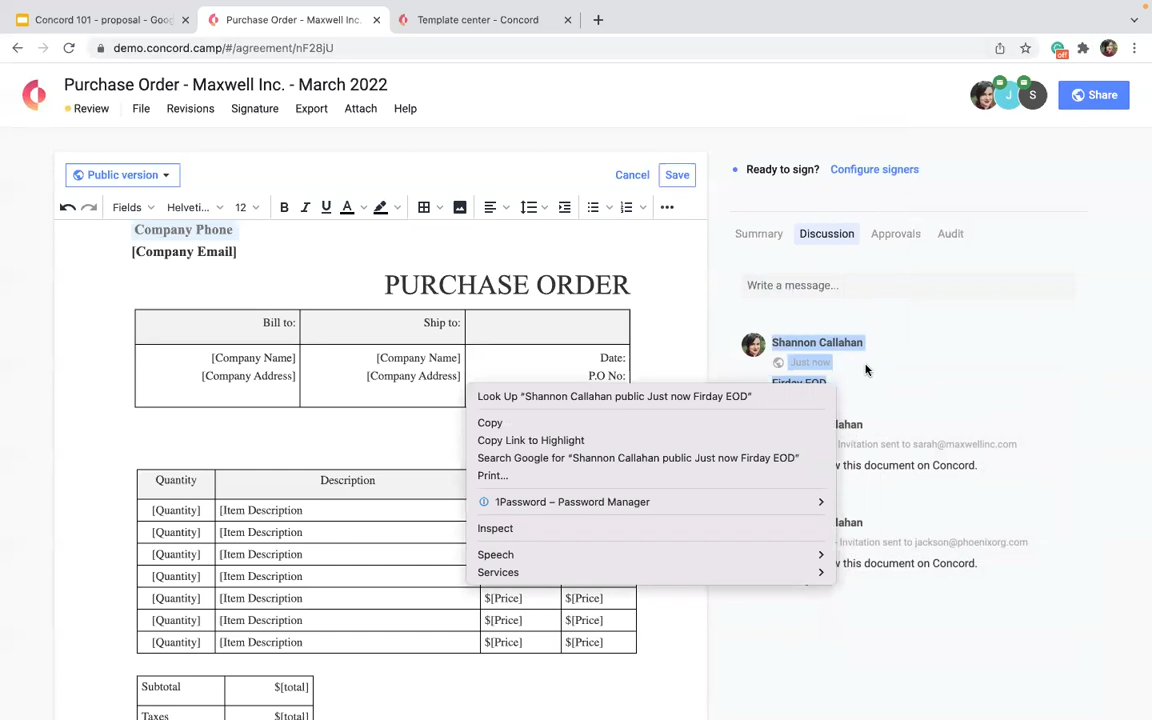 Concord 101 - proposal - Goo
Purchase Order - Maxwell Inc.
Template center - Concord
demo.concord.camp/#/agreement/nF28jU
off
Purchase Order - Maxwell Inc. - March 2022
Review
File
Revisions
Signature
Export
Attach
Help
J
S
Share
Public version
Cancel
Save
Fields
Helveti...
12
B
I
U
A
Company Phone
[Company Email]
PURCHASE ORDER
Bill to:
Ship to:
[Company Name]
[Company Name]
Date:
[Company Address]
[Company Address]
P.O No:
Quantity
Description
[Quantity]
[Item Description
[Quantity]
[Item Description
[Quantity]
[Item Description
[Quantity]
[Item Description
[Quantity]
[Item Description
$[Price]
$[Price]
[Quantity]
[Item Description
$[Price]
$[Price]
[Quantity]
[Item Description
$[Price]
$[Price]
Subtotal
$[total]
Taxes
$[total]
Look Up “Shannon Callahan public Just now Firday EOD”
Copy
Copy Link to Highlight
Search Google for “Shannon Callahan public Just now Firday EOD”
Print...
1Password – Password Manager
Inspect
Speech
Services
Ready to sign?
Configure signers
Summary
Discussion
Approvals
Audit
Write a message...
Shannon Callahan
Just now
Firday EOD
llahan
Invitation sent to sarah@maxwellinc.com
w this document on Concord.
llahan
Invitation sent to jackson@phoenixorg.com
w this document on Concord.